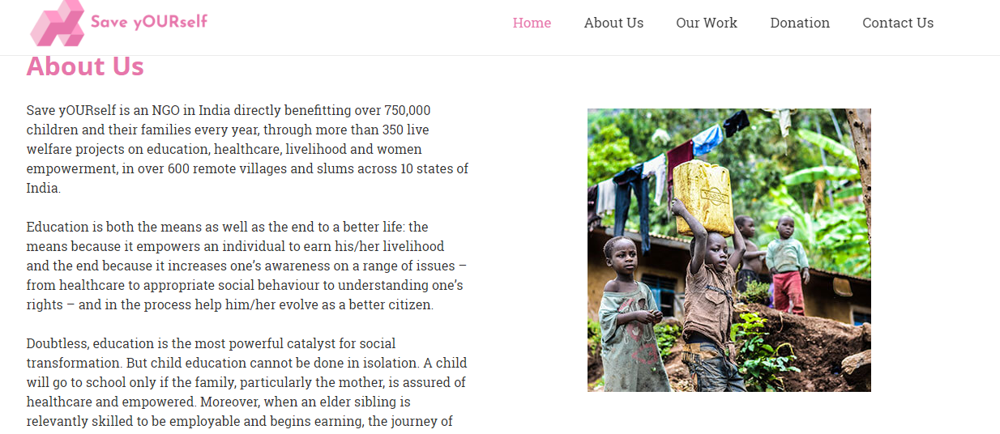 Save yOURself
Home
About Us
Our Work
Donation
Contact Us
About Us
Save yOURself is an NGO in India directly benefitting over 750,000
children and their families every year, through more than 350 live
welfare projects on education, healthcare, livelihood and women
empowerment, in over 600 remote villages and slums across 10 states of
India.
Education is both the means as well as the end to a better life: the
means because it empowers an individual to earn his/her livelihood
and the end because it increases one’s awareness on a range of issues –
from healthcare to appropriate social behaviour to understanding one’s
rights – and in the process help him/her evolve as a better citizen.
Doubtless, education is the most powerful catalyst for social
transformation. But child education cannot be done in isolation. A child
will go to school only if the family, particularly the mother, is assured of
healthcare and empowered. Moreover, when an elder sibling is
relevantly skilled to be employable and begins earning, the journey of